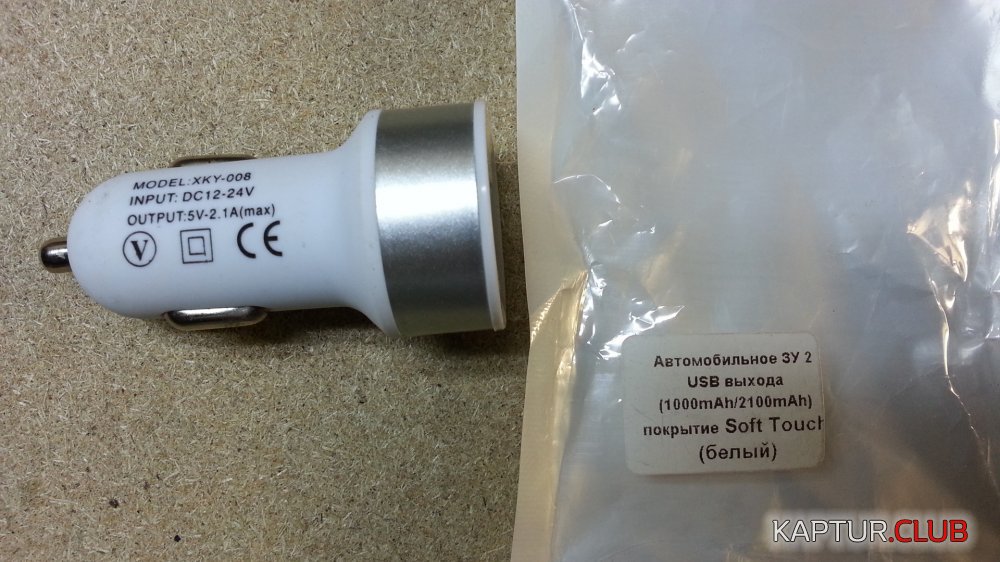 MODEL:XKY-008
INPUT: DC12-24V
OUTPUT:5V-2.1A(max)
V
CE
Автомобильное ЗУ 2
USB выхода
(1000mAh/2100mAh)
покрытие Soft Touch
(белый)
KAPTUR.CLUB